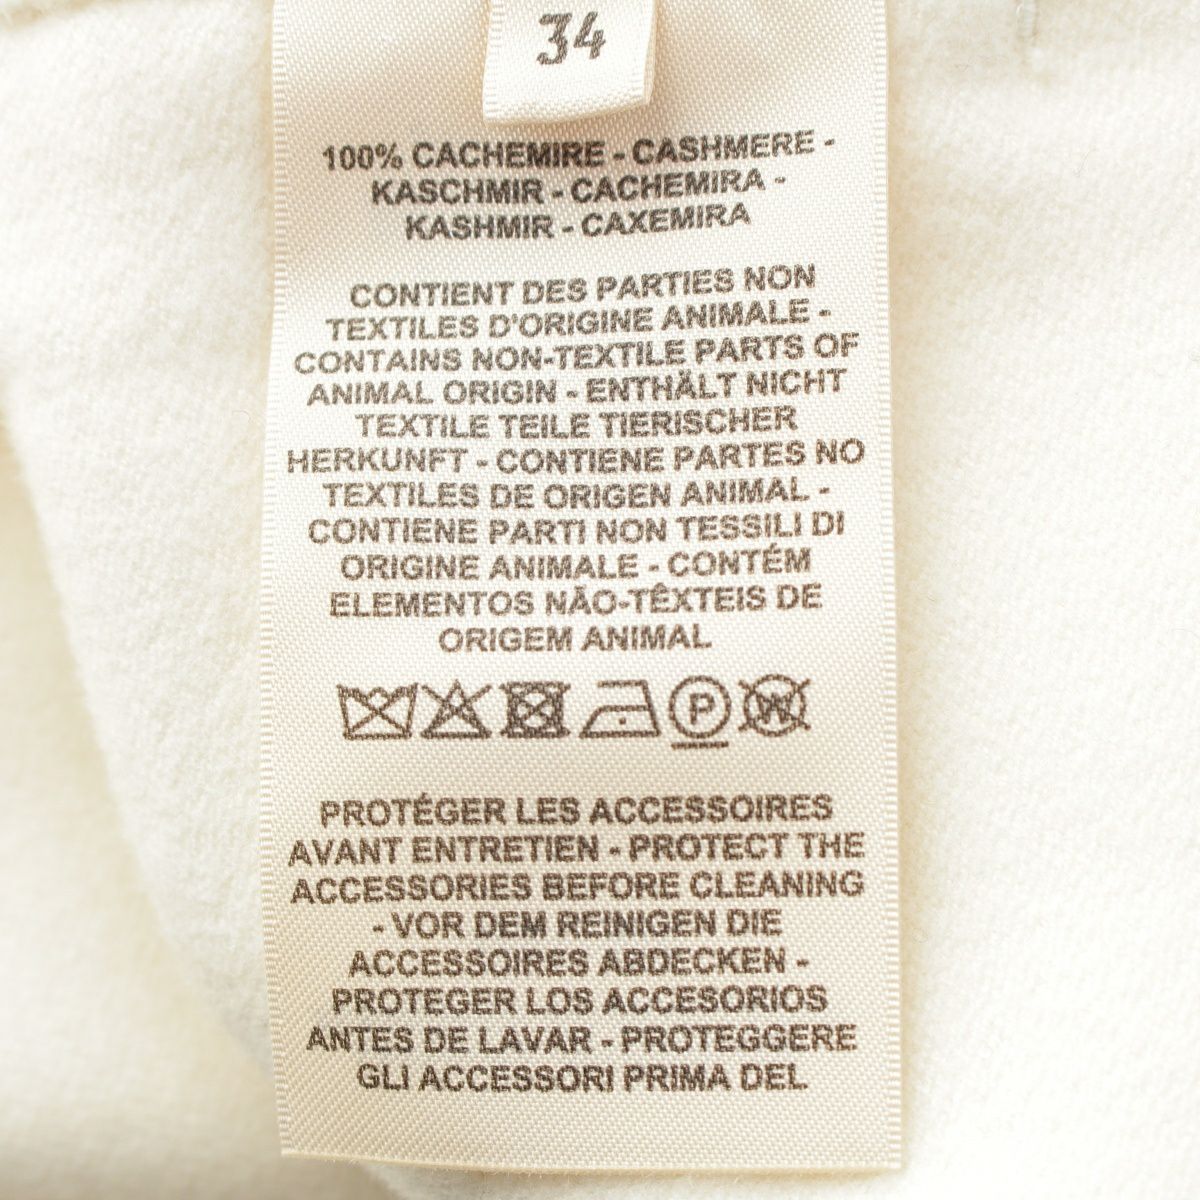 34
100% CACHEMIRE - CASHMERE -
KASCHMIR - CACHEMIRA -
KASHMIR - CAXEMIRA
CONTIENT DES PARTIES NON
TEXTILES D'ORIGINE ANIMALE -
CONTAINS NON-TEXTILE PARTS OF
ANIMAL ORIGIN - ENTHÄLT NICHT
TEXTILE TEILE TIERISCHER
HERKUNFT - CONTIENE PARTES NO
TEXTILES DE ORIGEN ANIMAL -
CONTIENE PARTI NON TESSILI DI
ORIGINE ANIMALE - CONTÉM
ELEMENTOS NÃO-TÊXTEIS DE
ORIGEM ANIMAL
P W
PROTÉGER LES ACCESSOIRES
AVANT ENTRETIEN - PROTECT THE
ACCESSORIES BEFORE CLEANING
- VOR DEM REINIGEN DIE
ACCESSOIRES ABDECKEN -
PROTEGER LOS ACCESORIOS
ANTES DE LAVAR - PROTEGGERE
GLI ACCESSORI PRIMA DEL